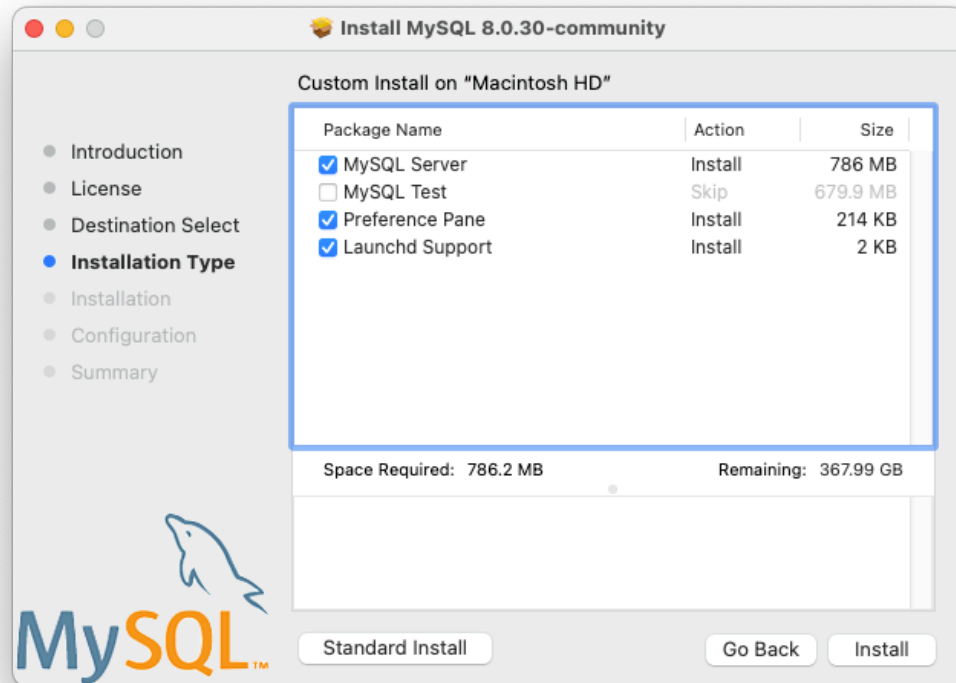 Install MySQL 8.0.30-community
Custom Install on “Macintosh HD”
Introduction
License
Destination Select
Installation Type
Installation
Configuration
Summary
Package Name Action Size
MySQL Server Install 786 MB
MySQL Test Skip 679.9 MB
Preference Pane Install 214 KB
Launchd Support Install 2 KB
Space Required: 786.2 MB Remaining: 367.99 GB
MySQL™
Standard Install Go Back Install